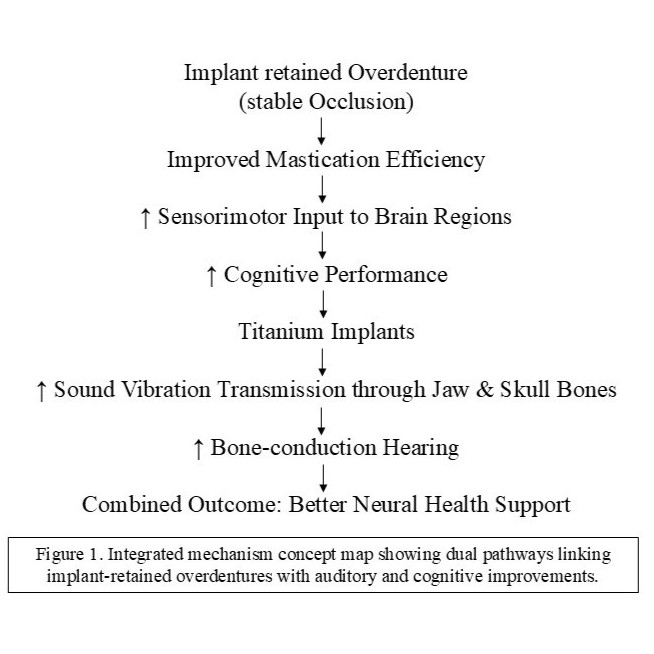 Implant retained Overdenture
(stable Occlusion)
Improved Mastication Efficiency
↑ Sensorimotor Input to Brain Regions
↑ Cognitive Performance
Titanium Implants
↑ Sound Vibration Transmission through Jaw & Skull Bones
↑ Bone-conduction Hearing
Combined Outcome: Better Neural Health Support
Figure 1. Integrated mechanism concept map showing dual pathways linking
implant-retained overdentures with auditory and cognitive improvements.